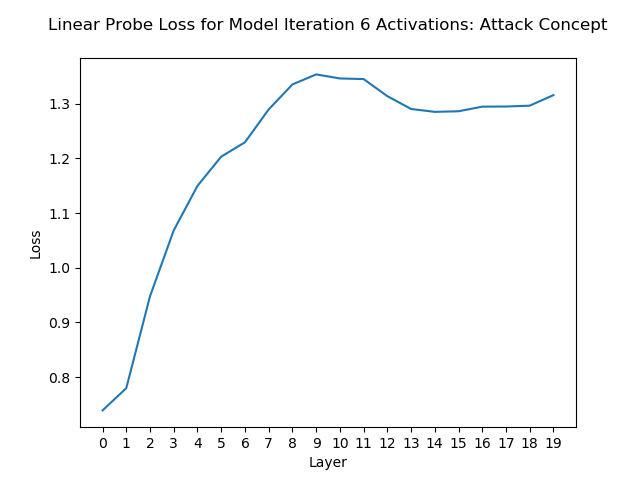 Linear Probe Loss for Model Iteration 6 Activations: Attack Concept
1.3
1.2
1.1
1.0
0.9
0.8
Loss
0 1 2 3 4 5 6 7 8 9 10 11 12 13 14 15 16 17 18 19
Layer